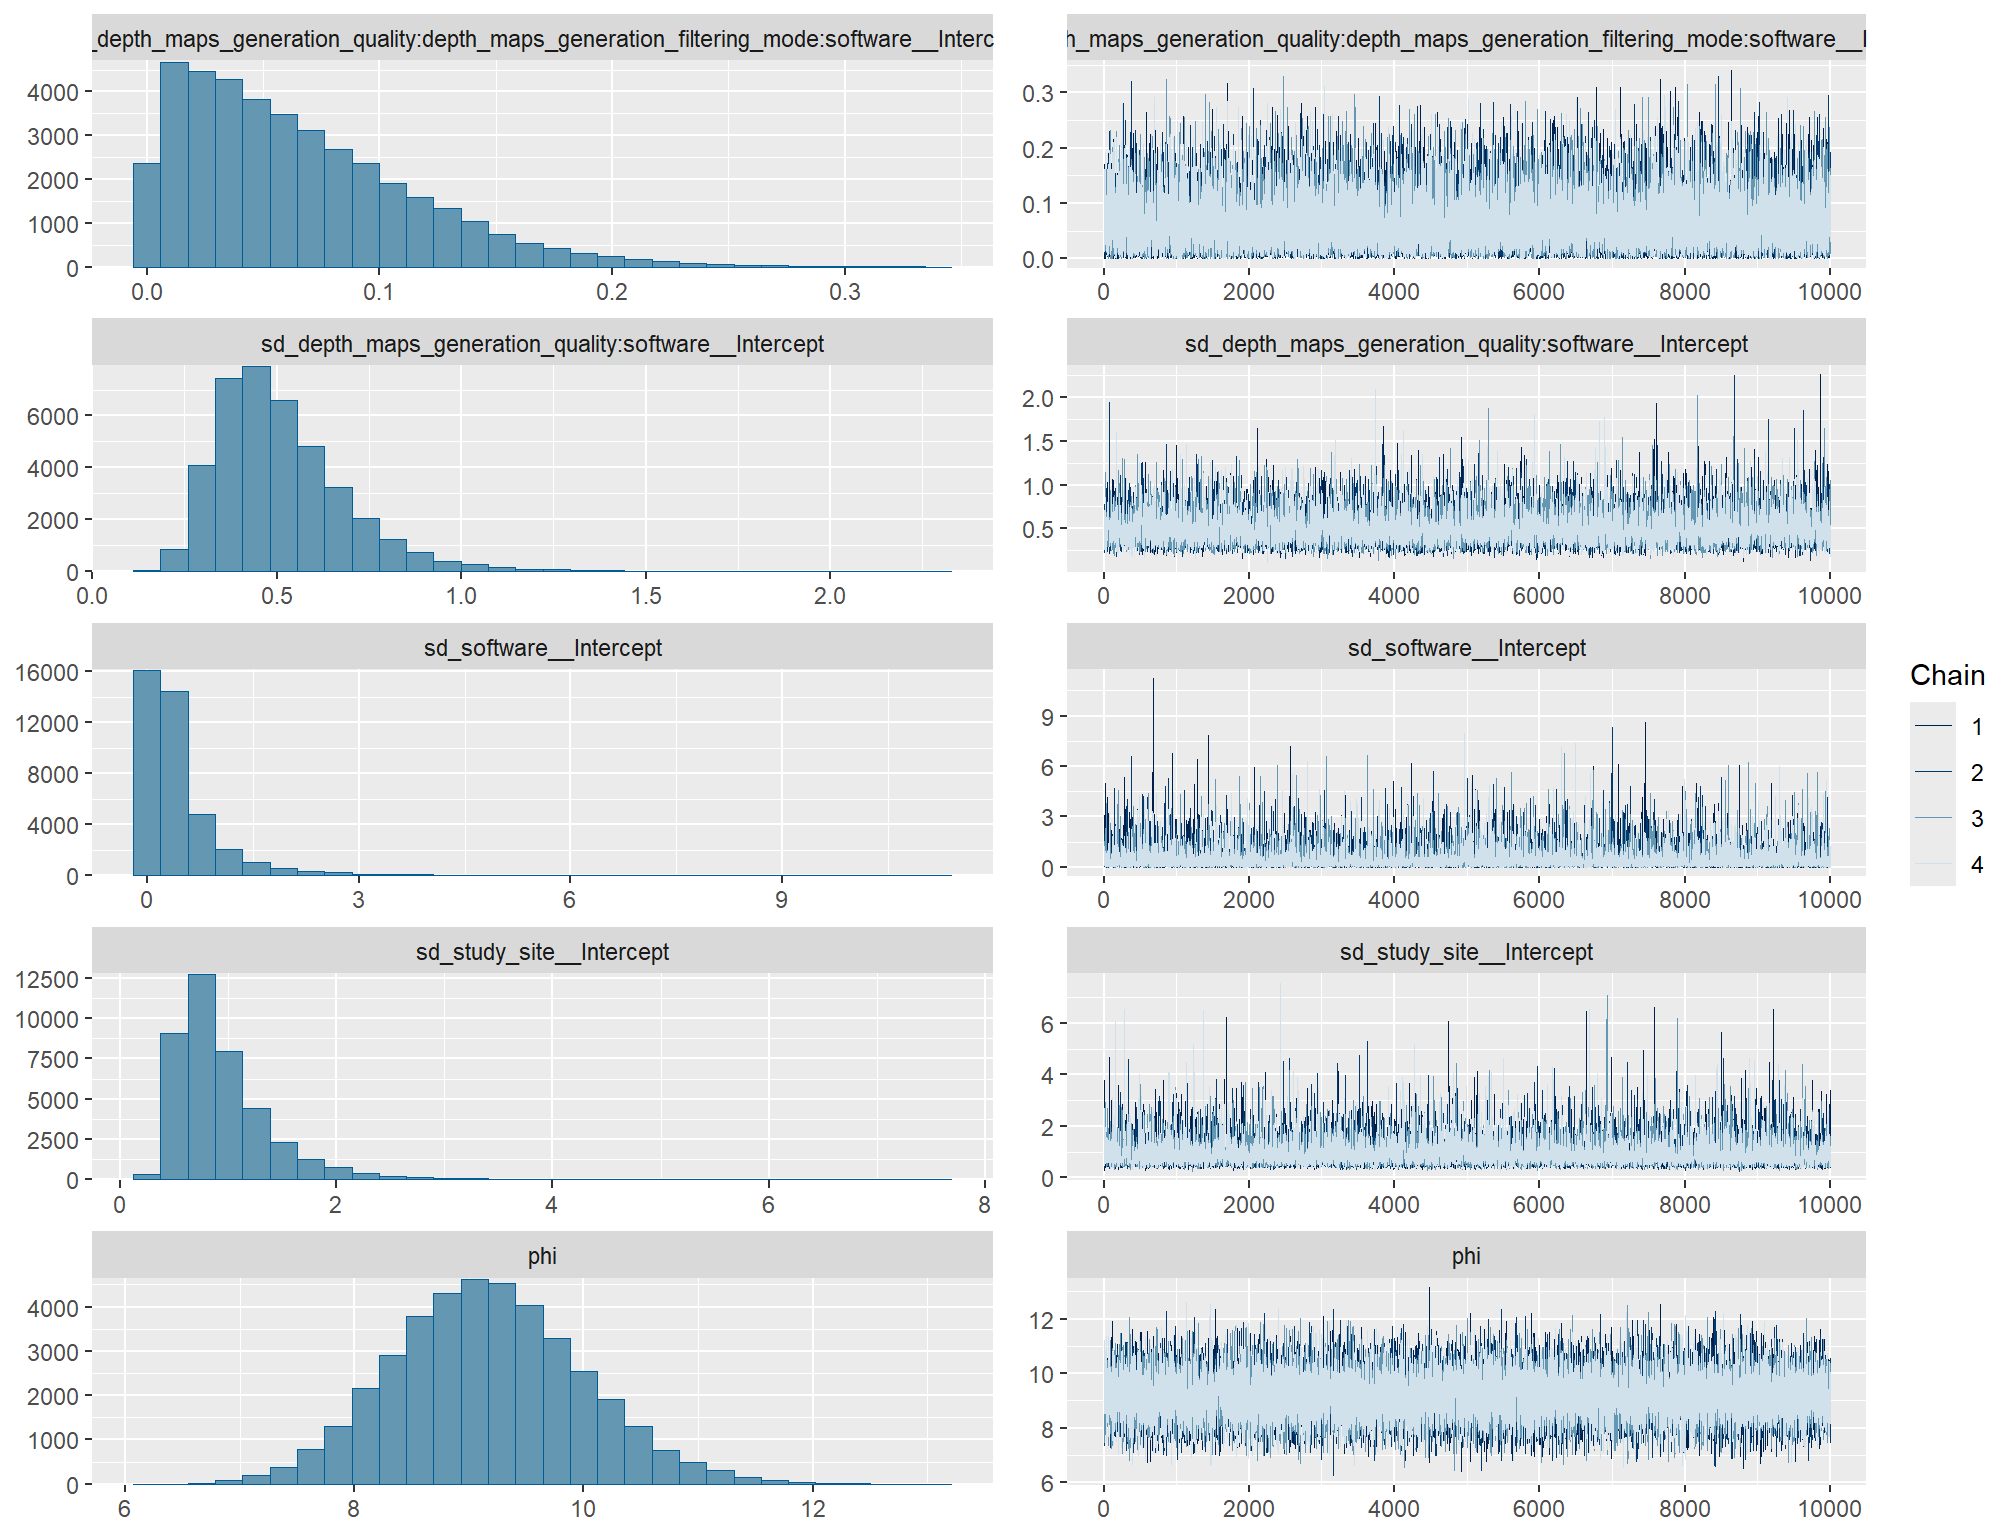 _depth_maps_generation_quality:depth_maps_generation_filtering_mode:software__Interc
4000
3000
2000
1000
0
0.0 0.1 0.2 0.3
h_maps_generation_quality:depth_maps_generation_filtering_mode:software__I
0.3
0.2
0.1
0.0
0 2000 4000 6000 8000 10000
sd_depth_maps_generation_quality:software__Intercept
6000
4000
2000
0
0.0 0.5 1.0 1.5 2.0
sd_depth_maps_generation_quality:software__Intercept
2.0
1.5
1.0
0.5
0 2000 4000 6000 8000 10000
sd_software__Intercept
16000
12000
8000
4000
0
0 3 6 9
sd_software__Intercept
9
6
3
0
0 2000 4000 6000 8000 10000
sd_study_site__Intercept
12500
10000
7500
5000
2500
0
0 2 4 6 8
sd_study_site__Intercept
6
4
2
0
0 2000 4000 6000 8000 10000
phi
4000
3000
2000
1000
0
6 8 10 12
phi
12
10
8
6
0 2000 4000 6000 8000 10000
Chain
1
2
3
4